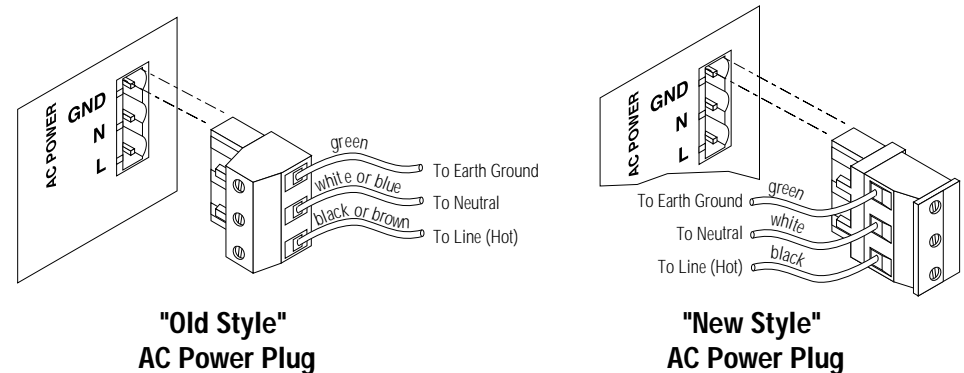 AC POWER
GND
N
L
green
white or blue
black or brown
To Earth Ground
To Neutral
To Line (Hot)
"Old Style"
AC Power Plug
AC POWER
GND
N
L
To Earth Ground
To Neutral
To Line (Hot)
green
white
black
"New Style"
AC Power Plug